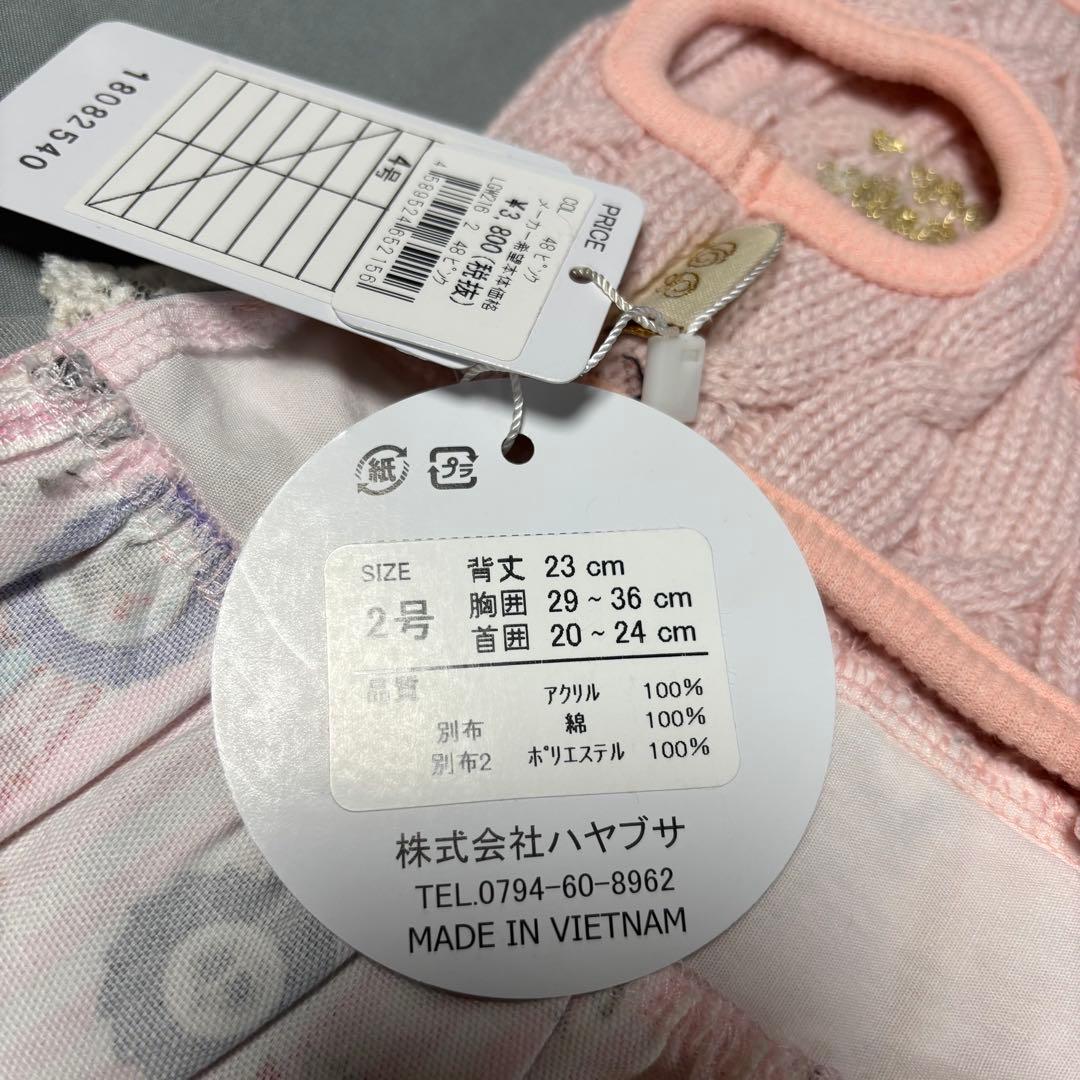 18082540
4号
PRICE
COL 48ピンク
メーカー希望本体価格
¥3,800(税抜)
LGW216 2 48ピンク
4 589524 652156
紙
プラ
SIZE
2号
背丈 23 cm
胸囲 29~36 cm
首囲 20~24 cm
品質 アクリル 100%
別布 綿 100%
別布2 ポリエステル 100%
株式会社ハヤブサ
TEL.0794-60-8962
MADE IN VIETNAM